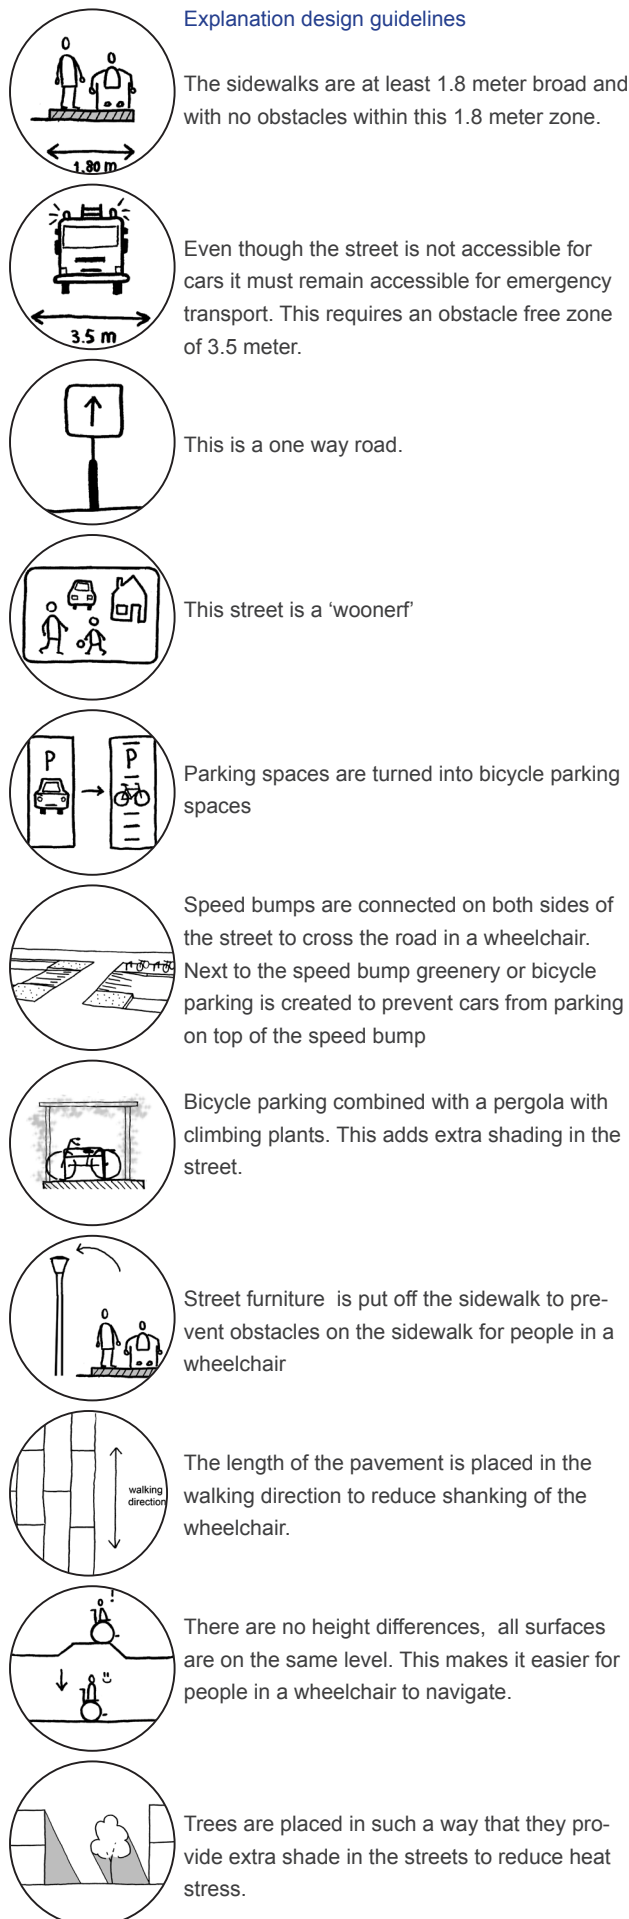 Explanation design guidelines
The sidewalks are at least 1.8 meter broad and
with no obstacles within this 1.8 meter zone.
1.80 m
Even though the street is not accessible for
cars it must remain accessible for emergency
transport. This requires an obstacle free zone
of 3.5 meter.
3.5 m
This is a one way road.
This street is a ‘woonerf’
P
P
Parking spaces are turned into bicycle parking
spaces
Speed bumps are connected on both sides of
the street to cross the road in a wheelchair.
Next to the speed bump greenery or bicycle
parking is created to prevent cars from parking
on top of the speed bump
Bicycle parking combined with a pergola with
climbing plants. This adds extra shading in the
street.
Street furniture  is put off the sidewalk to pre-
vent obstacles on the sidewalk for people in a
wheelchair
walking
direction
The length of the pavement is placed in the
walking direction to reduce shanking of the
wheelchair.
!
There are no height differences,  all surfaces
are on the same level. This makes it easier for
people in a wheelchair to navigate.
Trees are placed in such a way that they pro-
vide extra shade in the streets to reduce heat
stress.